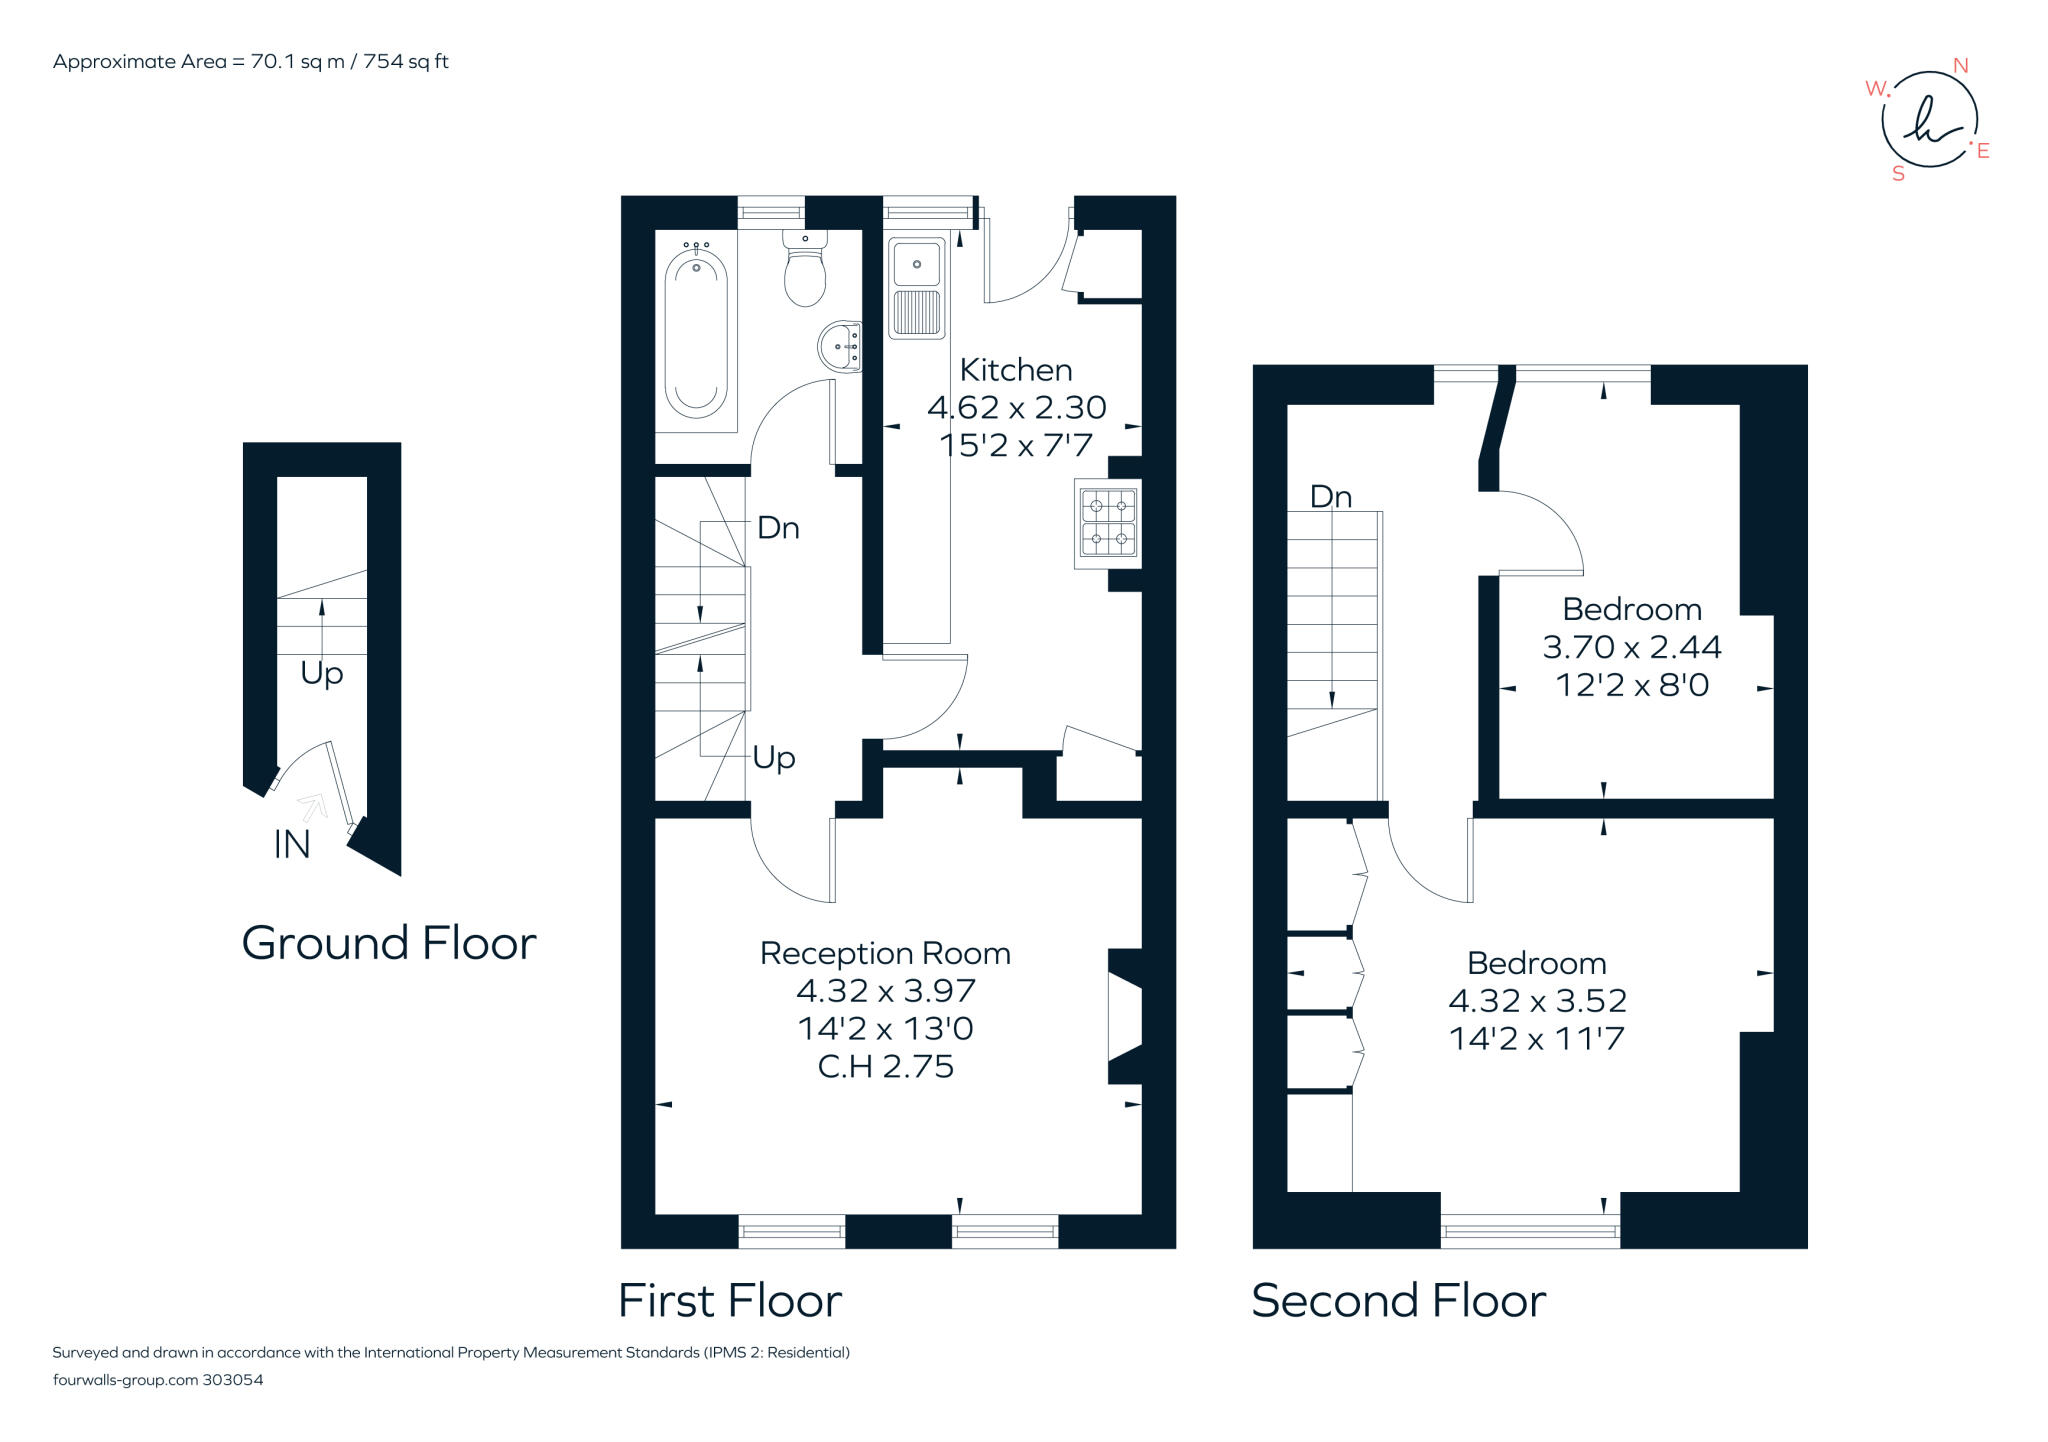 Approximate Area = 70.1 sq m / 754 sq ft
N
W
E
S
Kitchen
4.62 x 2.30
15'2 x 7'7
Dn
Up
Reception Room
4.32 x 3.97
14'2 x 13'0
C.H 2.75
Dn
Bedroom
3.70 x 2.44
12'2 x 8'0
Bedroom
4.32 x 3.52
14'2 x 11'7
Up
IN
Ground Floor
First Floor
Second Floor
Surveyed and drawn in accordance with the International Property Measurement Standards (IPMS 2: Residential)
fourwalls-group.com 303054